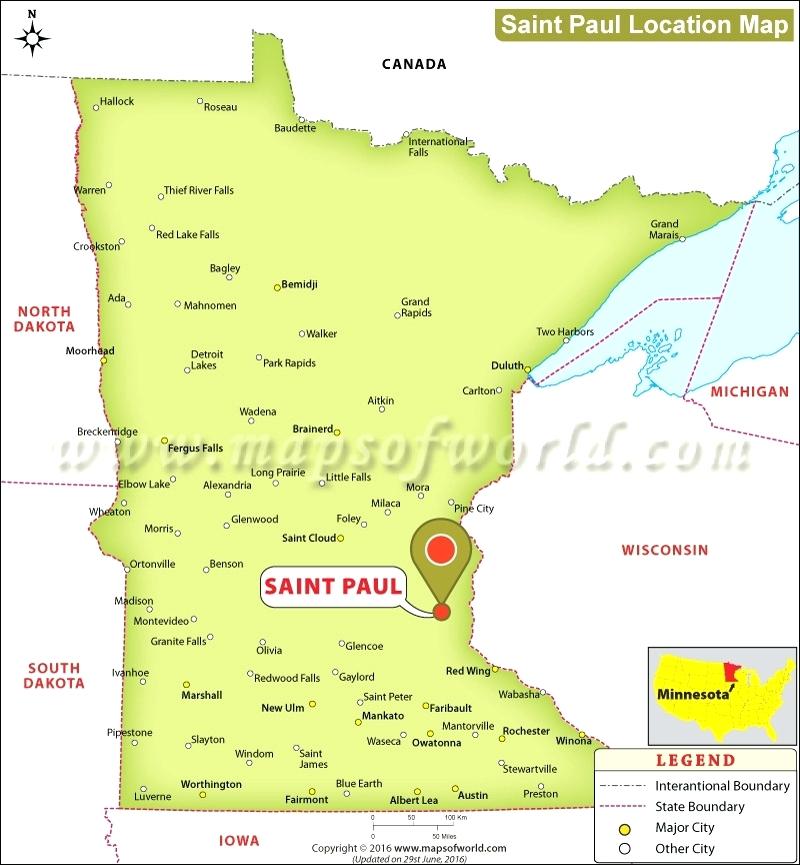 Saint Paul Location Map
N
CANADA
Hallock
Roseau
Baudette
International
Falls
Warren
Thief River Falls
Grand
Marais
Red Lake Falls
Crookston
Bagley
Bemidji
Ada
Mahnomen
Grand
Rapids
NORTH
DAKOTA
Walker
Two Harbors
Moorhead
Detroit
Lakes
Park Rapids
Duluth
Carlton
MICHIGAN
Aitkin
Wadena
Brainerd
Breckenridge
Fergus Falls
www.mapsofworld.com
Elbow Lake
Long Prairie
Little Falls
Alexandria
Mora
Wheaton
Milaca
Pine City
Glenwood
Foley
Morris
Saint Cloud
WISCONSIN
Ortonville
Benson
SAINT PAUL
Madison
Montevideo
Granite Falls
Olivia
Glencoe
SOUTH
DAKOTA
Ivanhoe
Redwood Falls
Gaylord
Red Wing
Marshall
Saint Peter
Wabasha
Minnesota
New Ulm
Mankato
Faribault
Mantorville
Pipestone
Slayton
Waseca
Owatonna
Rochester
Winona
Windom
Saint
James
Stewartville
Luverne
Worthington
Fairmont
Blue Earth
Albert Lea
Austin
Preston
LEGEND
Interantional Boundary
State Boundary
Major City
Other City
0 50 100 Km
0 50 Miles
IOWA
Copyright © 2016 www.mapsofworld.com
(Updated on 29st June, 2016)